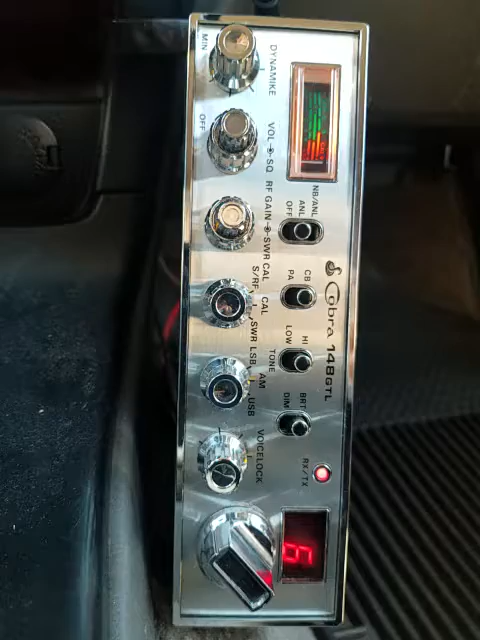 Cobra 148GTL
NB/ANL
ANL
OFF
CB
PA
HI
LOW
TONE
BRT
DIM
RX/TX
DYNAMIKE
VOL SQ
RF GAIN SWR CAL
S/RF CAL SWR
LSB AM USB
VOICELOCK
MIN
OFF